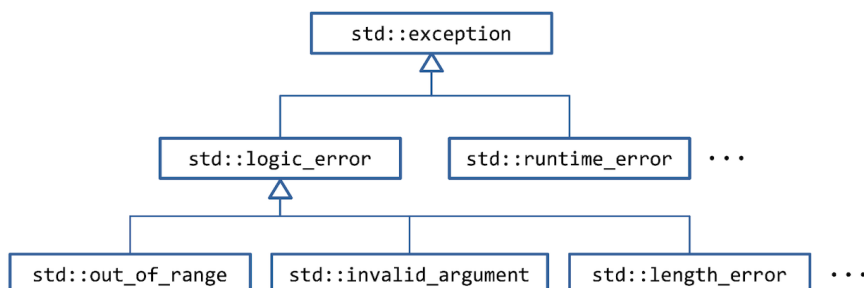 std::exception
std::logic_error
std::runtime_error
...
std::out_of_range
std::invalid_argument
std::length_error
...